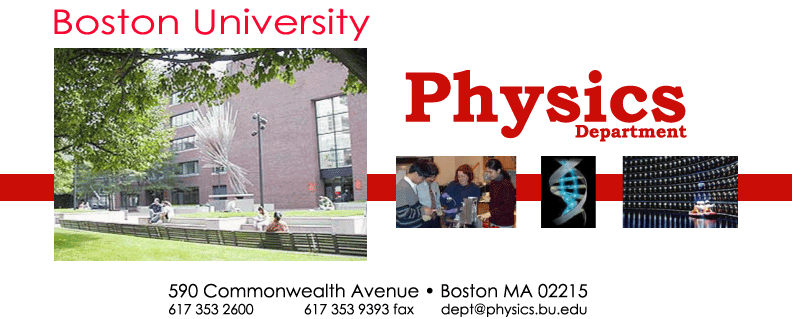 Boston University
Physics
Department
590 Commonwealth Avenue • Boston MA 02215
617 353 2600 617 353 9393 fax dept@physics.bu.edu